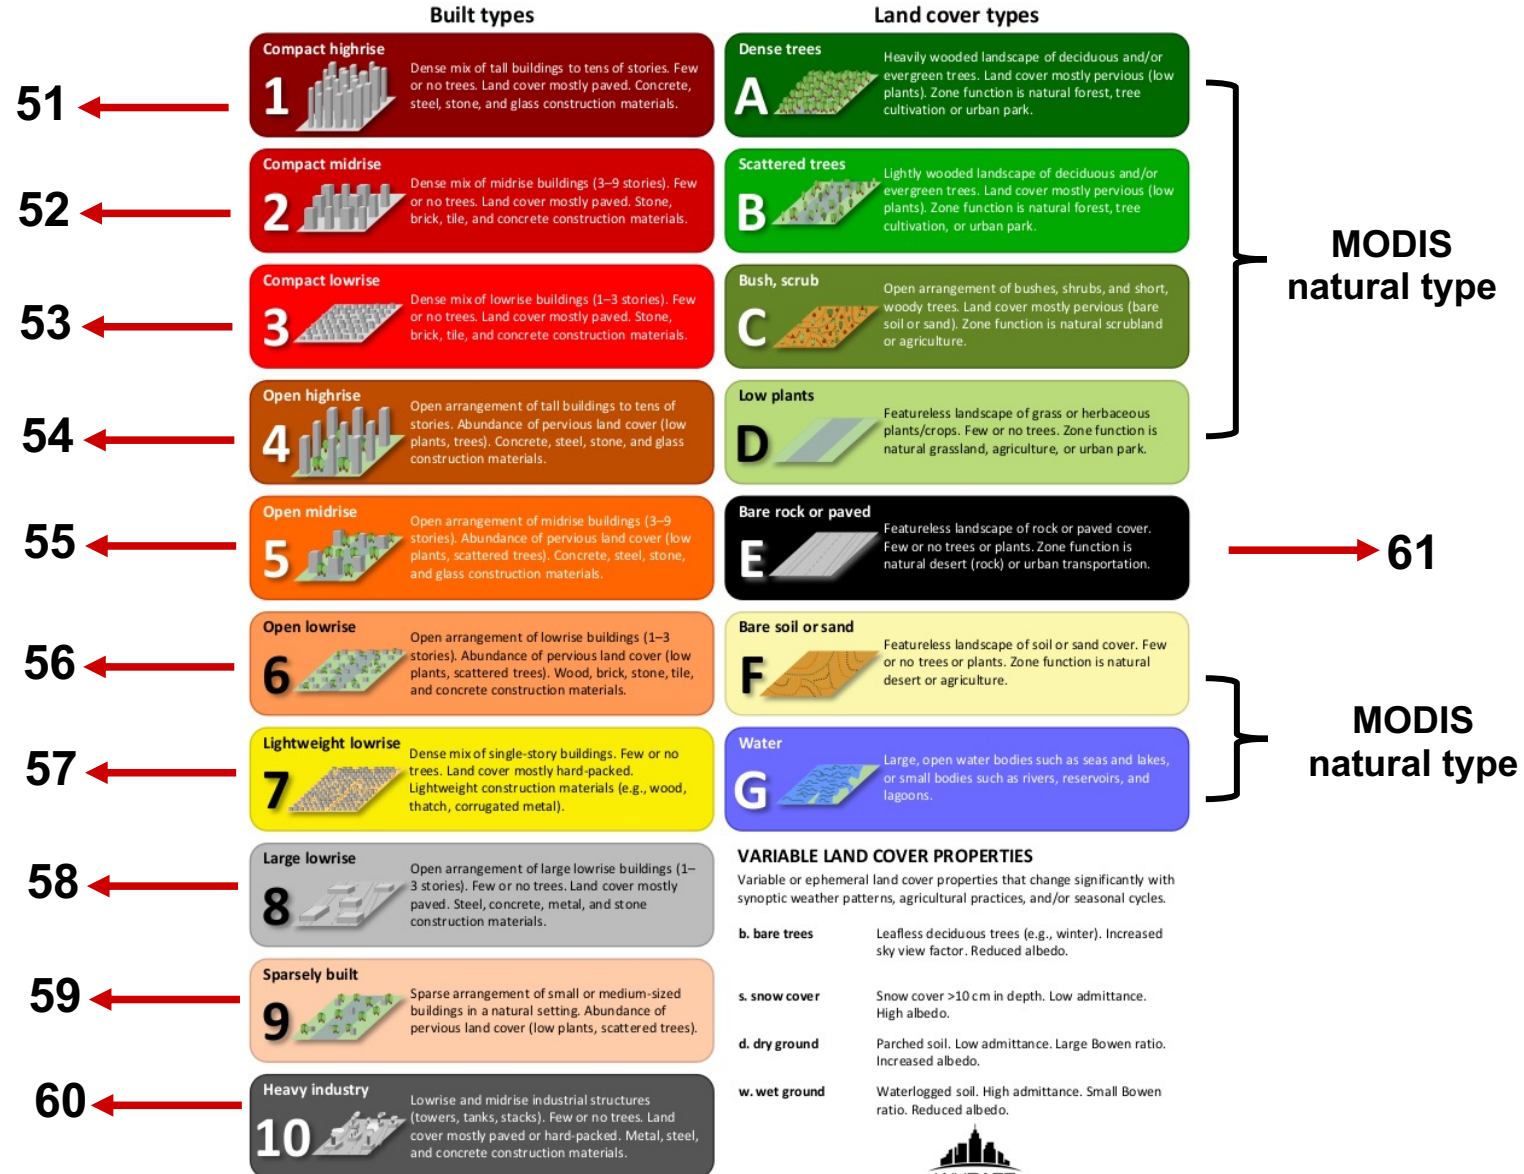 Built types
51
Compact highrise
1
Dense mix of tall buildings to tens of stories. Few
or no trees. Land cover mostly paved. Concrete,
steel, stone, and glass construction materials.
52
Compact midrise
2
Dense mix of midrise buildings (3–9 stories). Few
or no trees. Land cover mostly paved. Stone,
brick, tile, and concrete construction materials.
53
Compact lowrise
3
Dense mix of lowrise buildings (1–3 stories). Few
or no trees. Land cover mostly paved. Stone,
brick, tile, and concrete construction materials.
54
Open highrise
4
Open arrangement of tall buildings to tens of
stories. Abundance of pervious land cover (low
plants, trees). Concrete, steel, stone, and glass
construction materials.
55
Open midrise
5
Open arrangement of midrise buildings (3–9
stories). Abundance of pervious land cover (low
plants, scattered trees). Concrete, steel, stone,
and glass construction materials.
56
Open lowrise
6
Open arrangement of lowrise buildings (1–3
stories). Abundance of pervious land cover (low
plants, scattered trees). Wood, brick, stone, tile,
and concrete construction materials.
57
Lightweight lowrise
7
Dense mix of single-story buildings. Few or no
trees. Land cover mostly hard-packed.
Lightweight construction materials (e.g., wood,
thatch, corrugated metal).
58
Large lowrise
8
Open arrangement of large lowrise buildings (1–
3 stories). Few or no trees. Land cover mostly
paved. Steel, concrete, metal, and stone
construction materials.
59
Sparsely built
9
Sparse arrangement of small or medium-sized
buildings in a natural setting. Abundance of
pervious land cover (low plants, scattered trees).
60
Heavy industry
10
Lowrise and midrise industrial structures
(towers, tanks, stacks). Few or no trees. Land
cover mostly paved or hard-packed. Metal, steel,
and concrete construction materials.
Land cover types
Dense trees
A
Heavily wooded landscape of deciduous and/or
evergreen trees. Land cover mostly pervious (low
plants). Zone function is natural forest, tree
cultivation or urban park.
Scattered trees
B
Lightly wooded landscape of deciduous and/or
evergreen trees. Land cover mostly pervious (low
plants). Zone function is natural forest, tree
cultivation, or urban park.
Bush, scrub
C
Open arrangement of bushes, shrubs, and short,
woody trees. Land cover mostly pervious (bare
soil or sand). Zone function is natural scrubland
or agriculture.
Low plants
D
Featureless landscape of grass or herbaceous
plants/crops. Few or no trees. Zone function is
natural grassland, agriculture, or urban park.
MODIS
natural type
Bare rock or paved
E
Featureless landscape of rock or paved cover.
Few or no trees or plants. Zone function is
natural desert (rock) or urban transportation.
61
Bare soil or sand
F
Featureless landscape of soil or sand cover. Few
or no trees or plants. Zone function is natural
desert or agriculture.
Water
G
Large, open water bodies such as seas and lakes,
or small bodies such as rivers, reservoirs, and
lagoons.
MODIS
natural type
VARIABLE LAND COVER PROPERTIES
Variable or ephemeral land cover properties that change significantly with
synoptic weather patterns, agricultural practices, and/or seasonal cycles.
b. bare trees
Leafless deciduous trees (e.g., winter). Increased
sky view factor. Reduced albedo.
s. snow cover
Snow cover >10 cm in depth. Low admittance.
High albedo.
d. dry ground
Parched soil. Low admittance. Large Bowen ratio.
Increased albedo.
w. wet ground
Waterlogged soil. High admittance. Small Bowen
ratio. Reduced albedo.